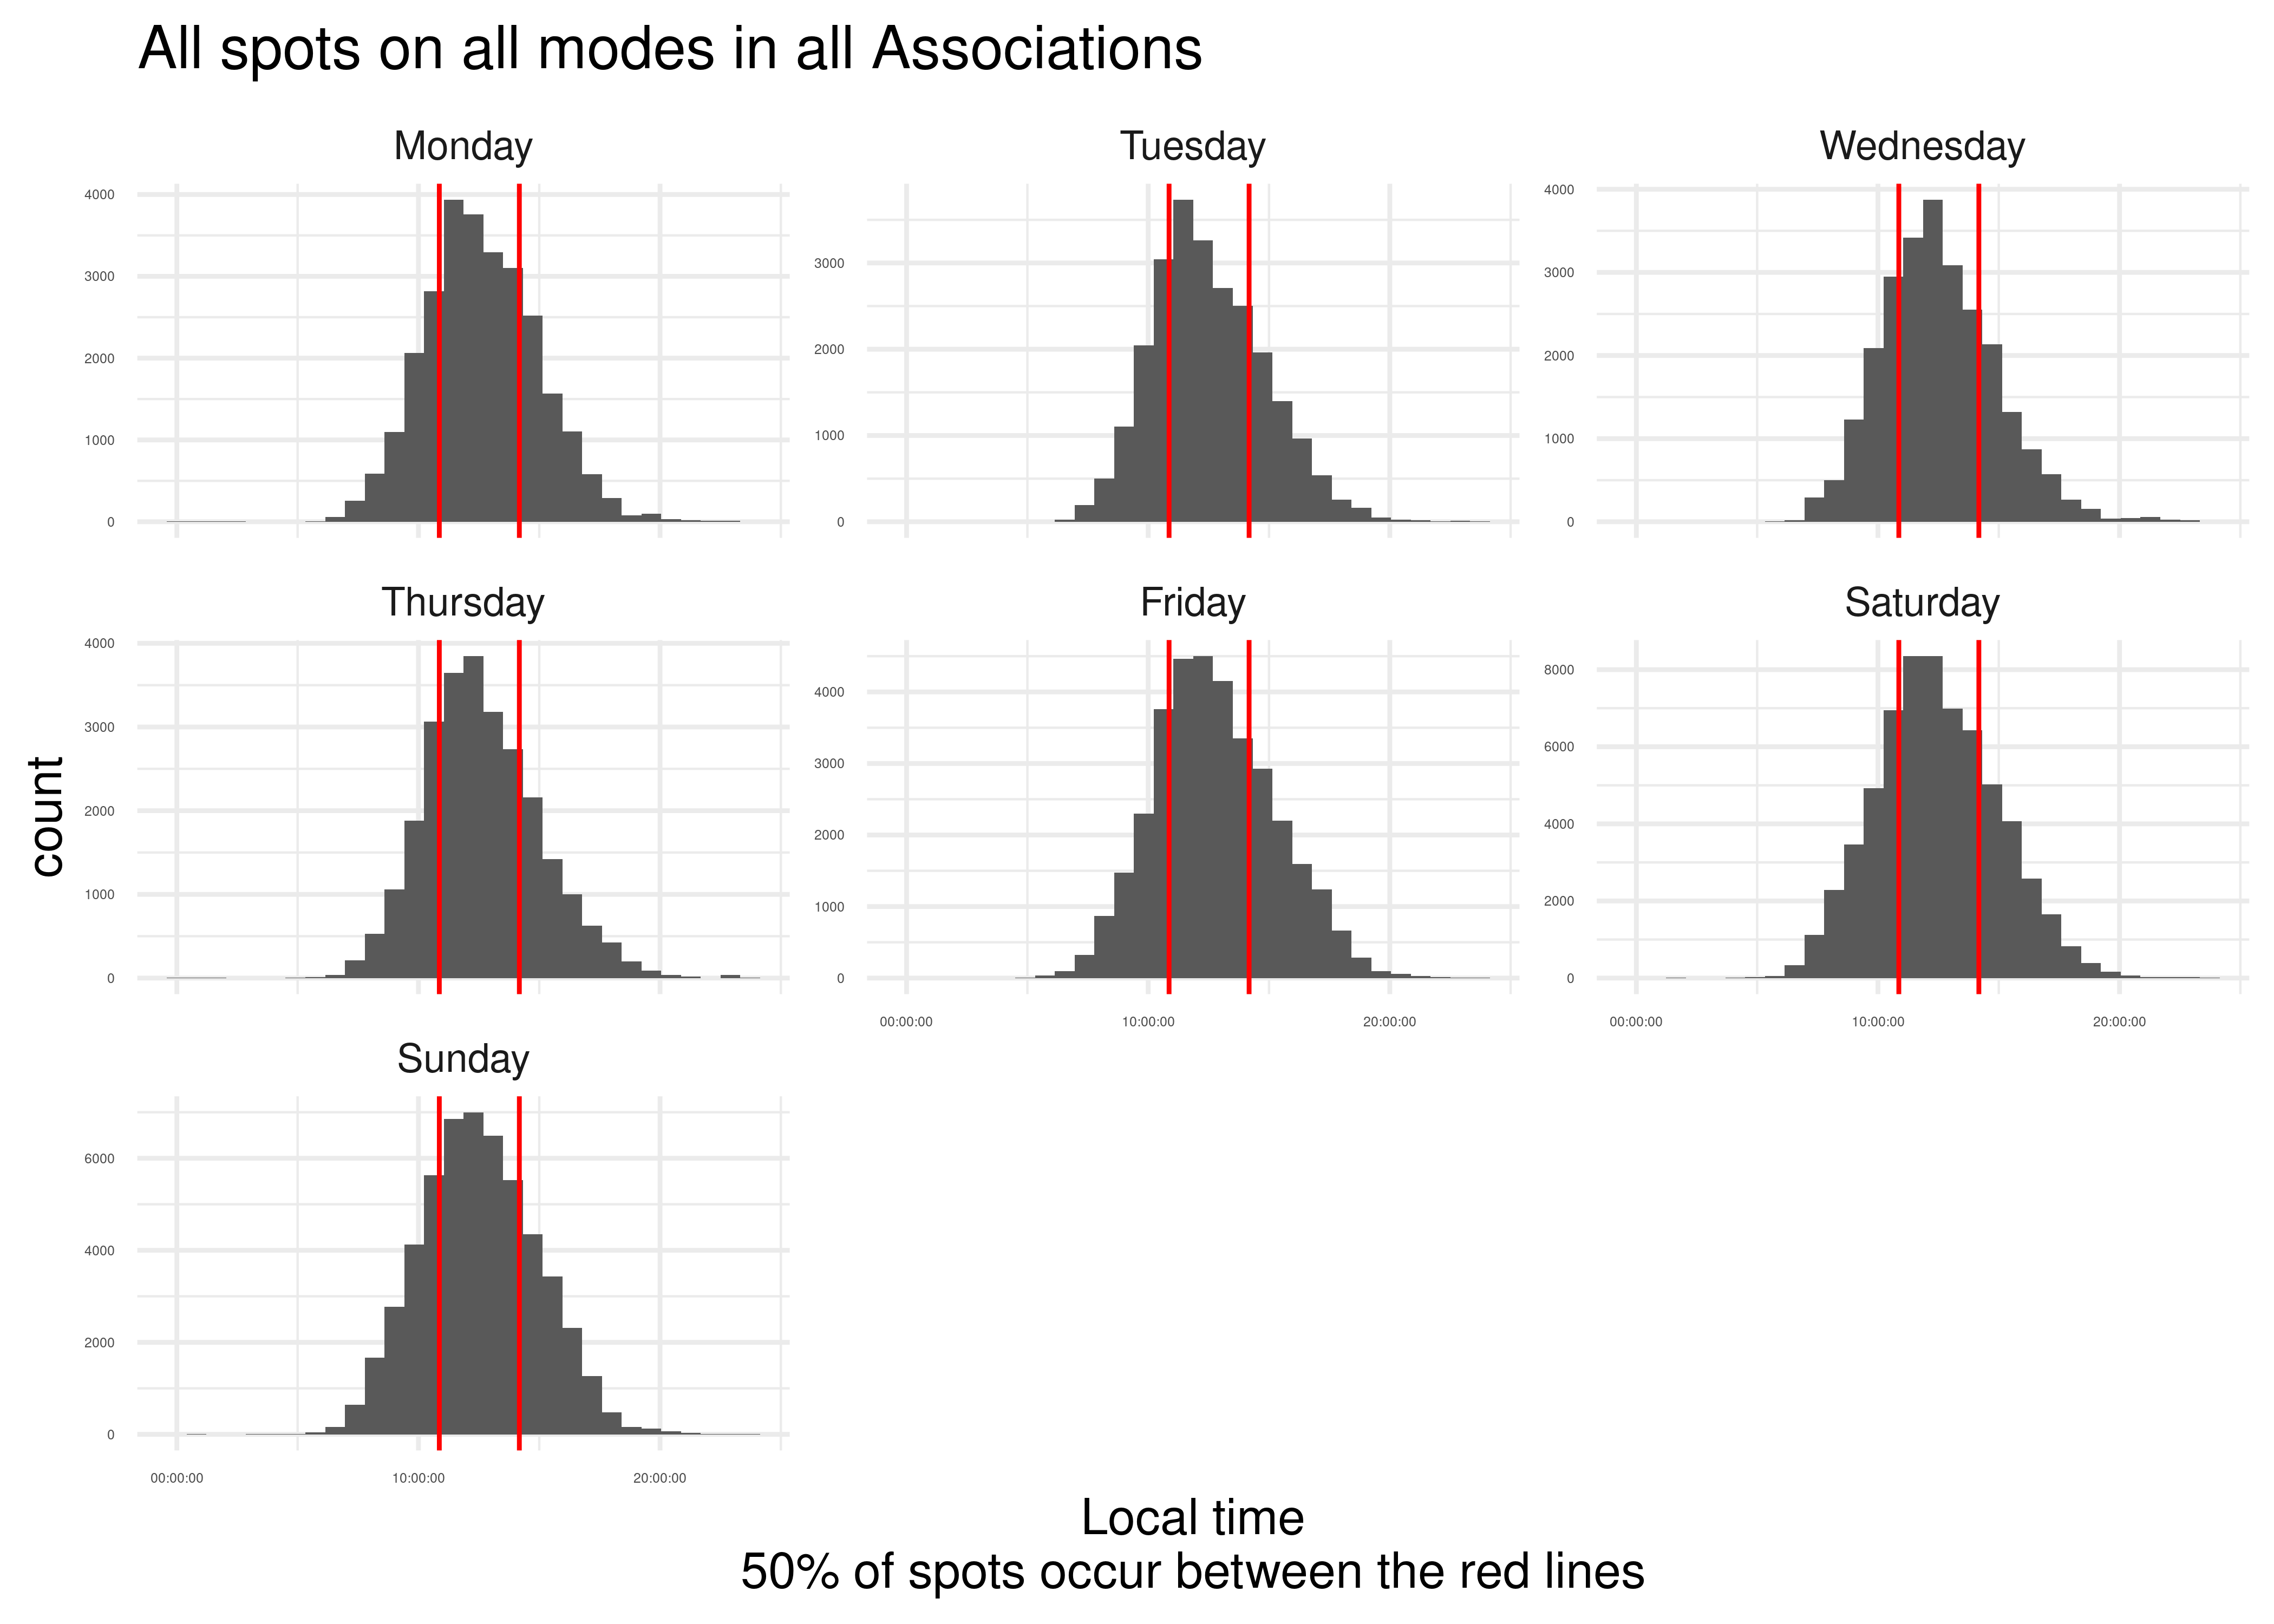 All spots on all modes in all Associations
Monday
Tuesday
Wednesday
4000
3000
2000
1000
0
3000
2000
1000
0
4000
3000
2000
1000
0
Thursday
Friday
Saturday
4000
3000
2000
1000
0
4000
3000
2000
1000
0
00:00:00 10:00:00 20:00:00
8000
6000
4000
2000
0
00:00:00 10:00:00 20:00:00
count
Sunday
6000
4000
2000
0
00:00:00 10:00:00 20:00:00
Local time
50% of spots occur between the red lines